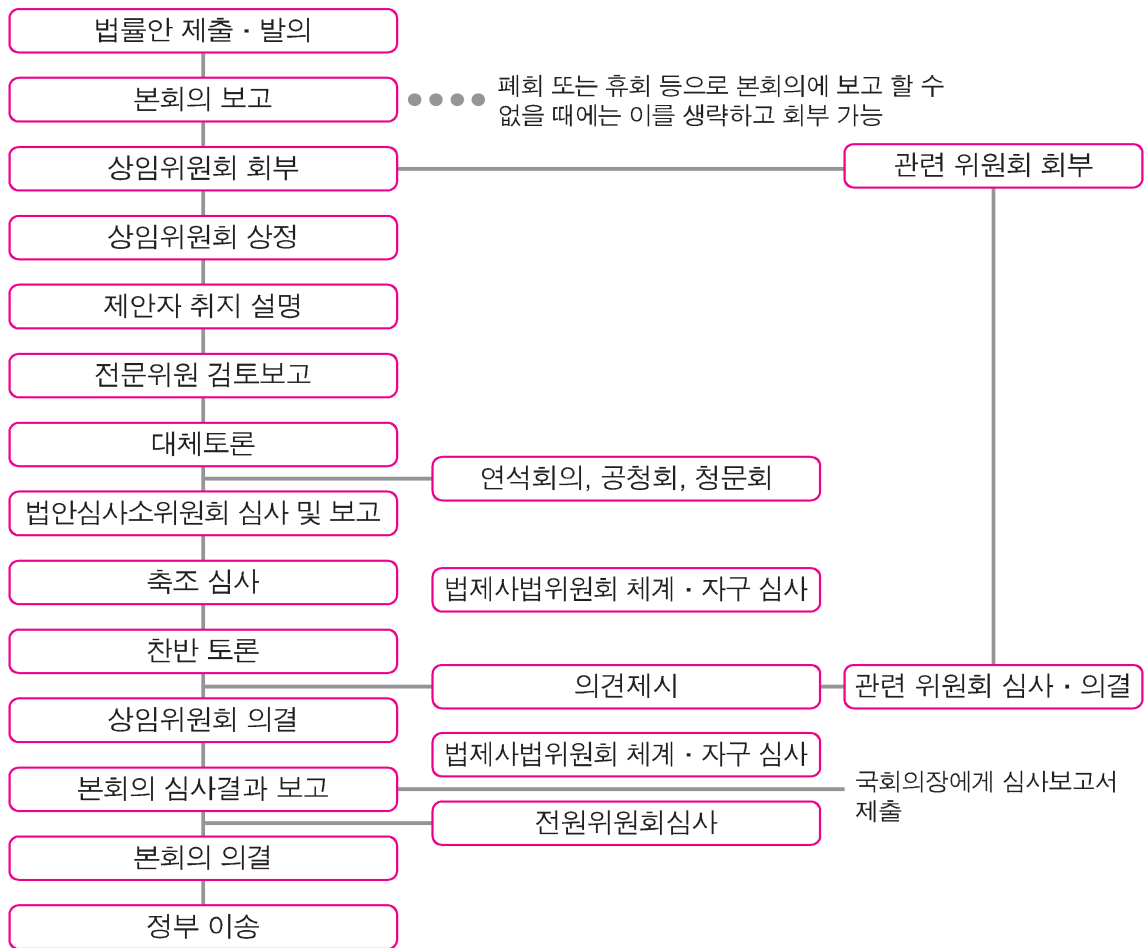 법률안 제출 · 발의
본회의 보고
폐회 또는 휴회 등으로 본회의에 보고 할 수
없을 때에는 이를 생략하고 회부 가능
상임위원회 회부
관련 위원회 회부
상임위원회 상정
제안자 취지 설명
전문위원 검토보고
대체토론
연석회의, 공청회, 청문회
법안심사소위원회 심사 및 보고
축조 심사
법제사법위원회 체계 · 자구 심사
찬반 토론
의견제시
관련 위원회 심사 · 의결
상임위원회 의결
법제사법위원회 체계 · 자구 심사
본회의 심사결과 보고
국회의장에게 심사보고서
제출
전원위원회심사
본회의 의결
정부 이송